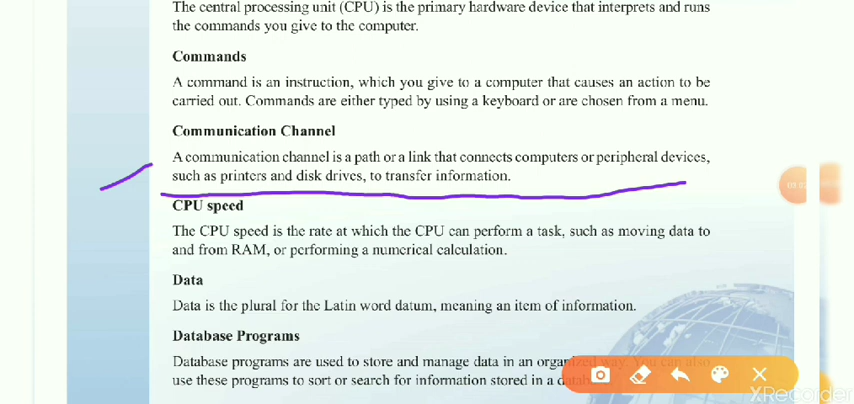 The central processing unit (CPU) is the primary hardware device that interprets and runs
the commands you give to the computer.
Commands
A command is an instruction, which you give to a computer that causes an action to be
carried out. Commands are either typed by using a keyboard or are chosen from a menu.
Communication Channel
A communication channel is a path or a link that connects computers or peripheral devices,
such as printers and disk drives, to transfer information.
CPU speed
The CPU speed is the rate at which the CPU can perform a task, such as moving data to
and from RAM, or performing a numerical calculation.
Data
Data is the plural for the Latin word datum, meaning an item of information.
Database Programs
Database programs are used to store and manage data in an organized way. You can also
use these programs to sort or search for information stored in a
XRecorder